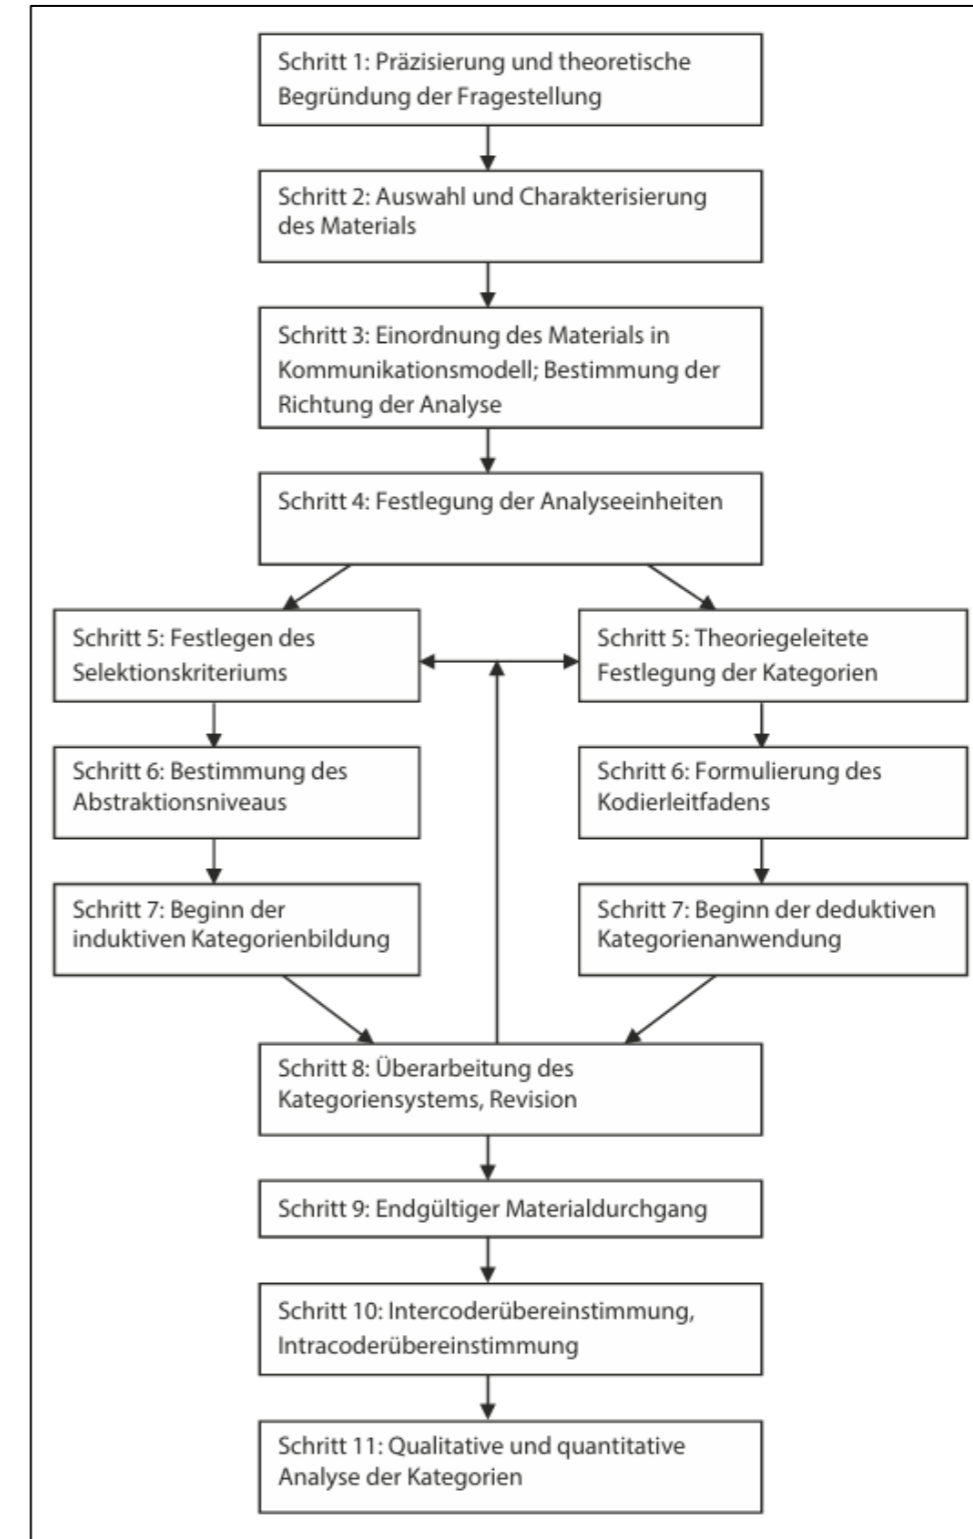 Schritt 1: Präzisierung und theoretische
Begründung der Fragestellung
Schritt 2: Auswahl und Charakterisierung
des Materials
Schritt 3: Einordnung des Materials in
Kommunikationsmodell; Bestimmung der
Richtung der Analyse
Schritt 4: Festlegung der Analyseeinheiten
Schritt 5: Festlegen des
Selektionskriteriums
Schritt 6: Bestimmung des
Abstraktionsniveaus
Schritt 7: Beginn der
induktiven Kategorienbildung
Schritt 5: Theoriegeleitete
Festlegung der Kategorien
Schritt 6: Formulierung des
Kodierleitfadens
Schritt 7: Beginn der deduktiven
Kategorienanwendung
Schritt 8: Überarbeitung des
Kategoriensystems, Revision
Schritt 9: Endgültiger Materialdurchgang
Schritt 10: Intercoderübereinstimmung,
Intracoderübereinstimmung
Schritt 11: Qualitative und quantitative
Analyse der Kategorien